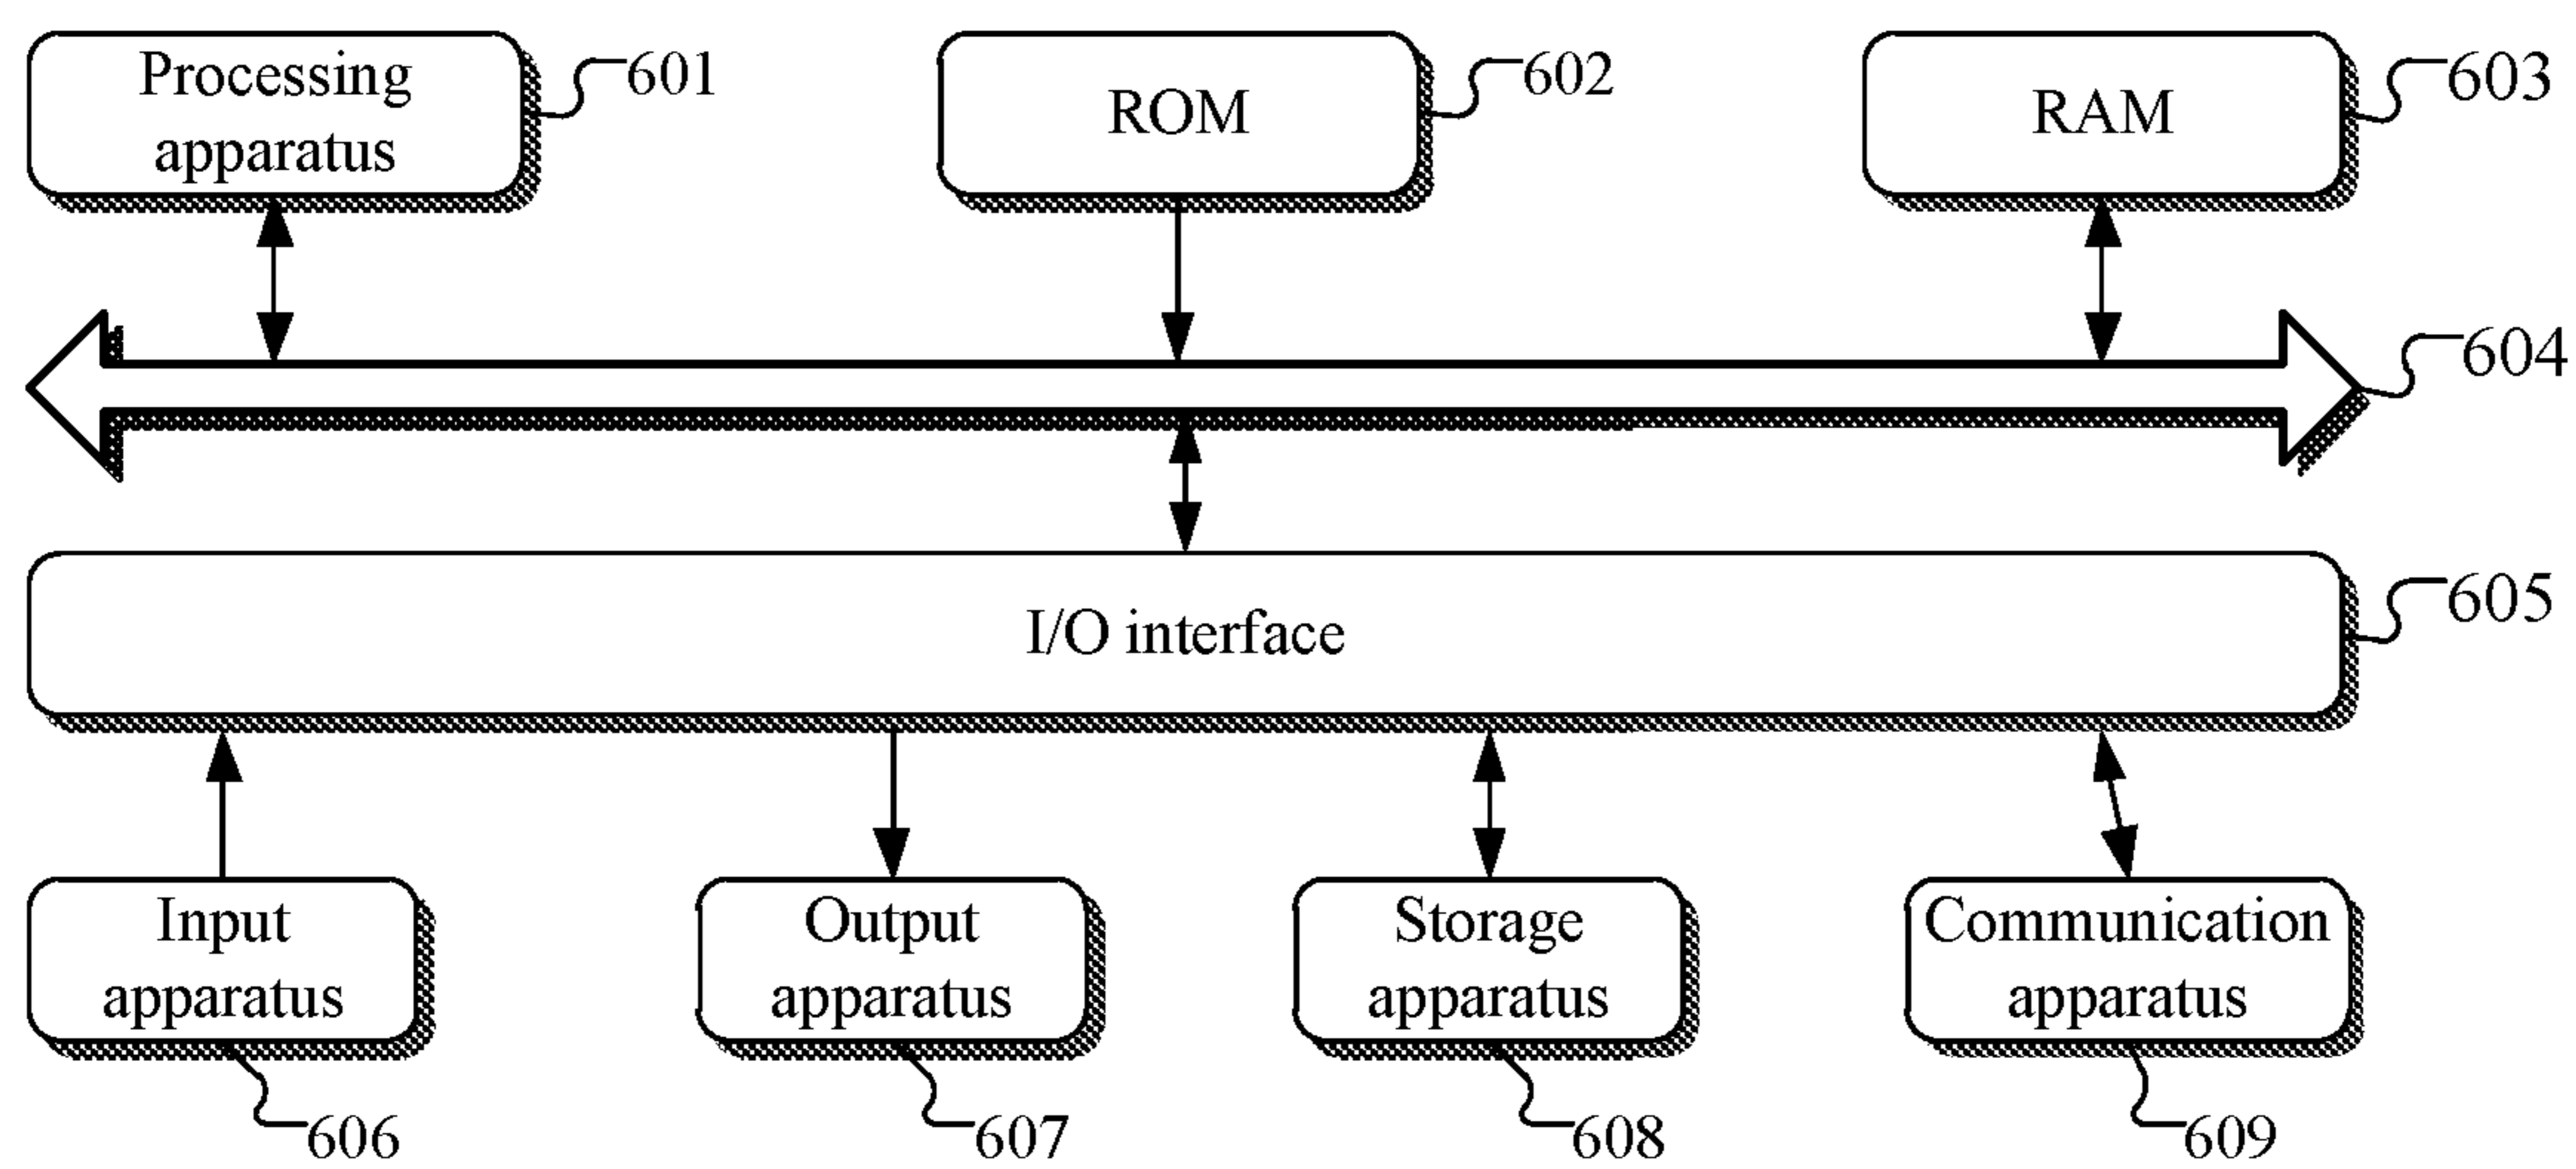 Processing
apparatus
601
ROM
602
RAM
603
604
I/O interface
605
Input
apparatus
606
Output
apparatus
607
Storage
apparatus
608
Communication
apparatus
609